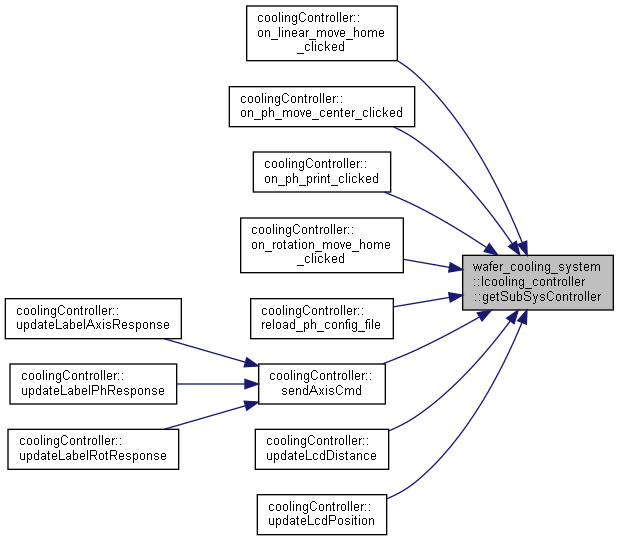 coolingController::
on_linear_move_home
_clicked
coolingController::
on_ph_move_center_clicked
coolingController::
on_ph_print_clicked
coolingController::
on_rotation_move_home
_clicked
wafer_cooling_system
::Icooling_controller
::getSubSysController
coolingController::
reload_ph_config_file
coolingController::
updateLabelAxisResponse
coolingController::
updateLabelPhResponse
coolingController::
sendAxisCmd
coolingController::
updateLabelRotResponse
coolingController::
updateLcdDistance
coolingController::
updateLcdPosition